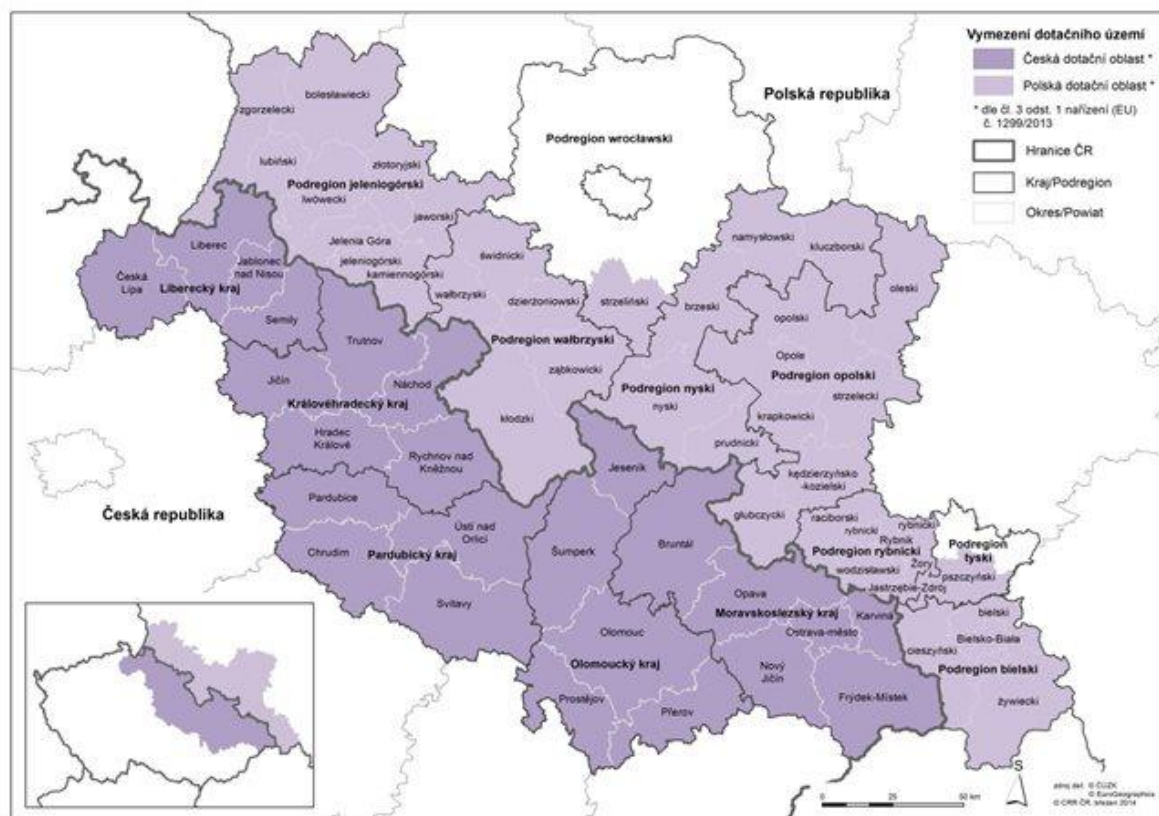 Vymezení dotačního území
Česká dotační oblast *
Polská dotační oblast *
* dle čl. 3 odst. 1 nařízení (EU)
č. 1299/2013
Hranice ČR
Kraj/Podregion
Okres/Powiat
Polská republika
Česká republika
bolesławiecki
zgorzelecki
Podregion wrocławski
lubiński
złotoryjski
Podregion jeleniogórski
lwówecki
jaworski
namysłowski
kluczborski
Liberec
Jelenia Góra
jeleniogórski
kamiennogórski
świdnicki
Jablonec
nad Nisou
Česká
Lípa
Liberecký kraj
wałbrzyski
dzierżoniowski
strzeliński
brzeski
oleski
opolski
Semily
Trutnov
Podregion wałbrzyski
Opole
ząbkowicki
Podregion nyski
Podregion opolski
Jičín
Náchod
nyski
strzelecki
Královéhradecký kraj
kłodzki
krapkowicki
Hradec
Králové
prudnicki
Rychnov nad
Kněžnou
Jeseník
kędzierzyńsko
-kozielski
Pardubice
głubczycki
raciborski
rybnicki
rybnicki
Rybnik
Ústí nad
Orlicí
Šumperk
Bruntál
Podregion
tyski
Chrudim
Pardubický kraj
Podregion rybnicki
Żory
wodzisławski
pszczyński
Jastrzębie-Zdrój
Svitavy
Opava
Moravskoslezský kraj
Karviná
bielski
Olomouc
Ostrava-město
Bielsko-Biała
cieszyński
Olomoucký kraj
Nový
Jičín
Podregion bielski
Prostějov
Frýdek-Místek
żywiecki
Přerov
S
0 25 50 km
zdroj dat: © ČÚZK
© EuroGeographics
© CRR ČR, březen 2014